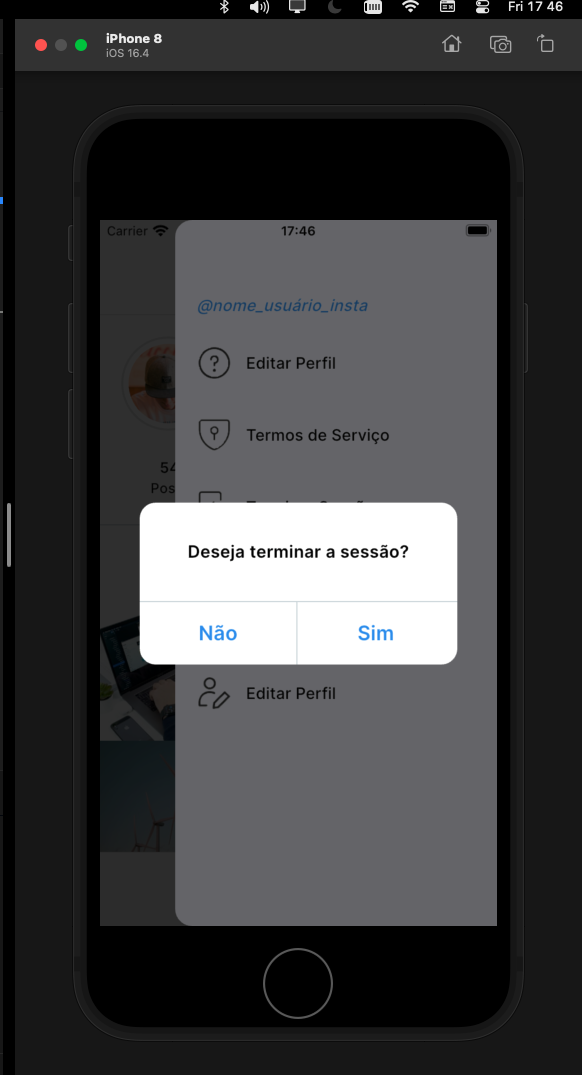 Fri 17 46
iPhone 8
iOS 16.4
Carrier
17:46
@nome_usuário_insta
Editar Perfil
Termos de Serviço
54
Pos
Deseja terminar a sessão?
Não
Sim
Editar Perfil